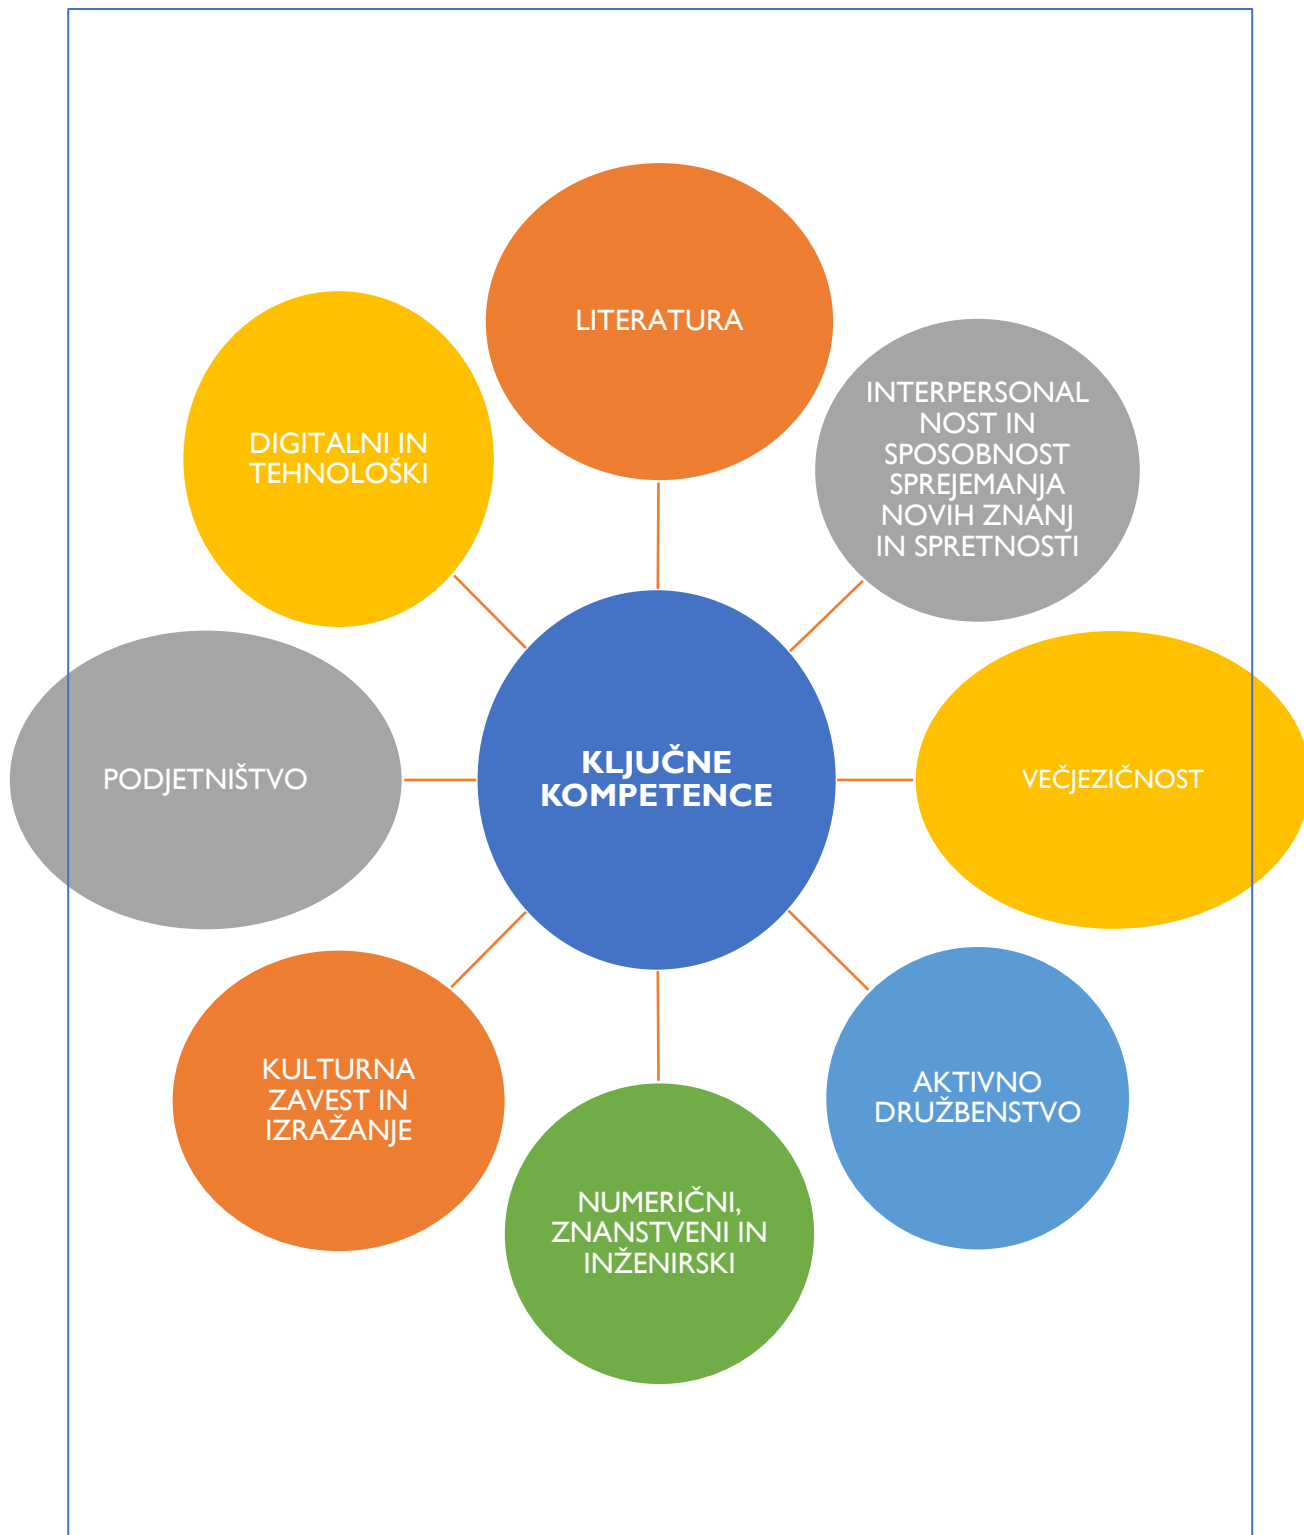 LITERATURA
INTERPERSONAL
NOST IN
SPOSOBNOST
SPREJEMANJA
NOVIH ZNANJ
IN SPRETNOSTI
DIGITALNI IN
TEHNOLOŠKI
KLJUČNE
KOMPETENCE
PODJETNIŠTVO
VEČJEZIČNOST
KULTURNA
ZAVEST IN
IZRAŽANJE
AKTIVNO
DRUŽBENSTVO
NUMERIČNI,
ZNANSTVENI IN
INŽENIRSKI